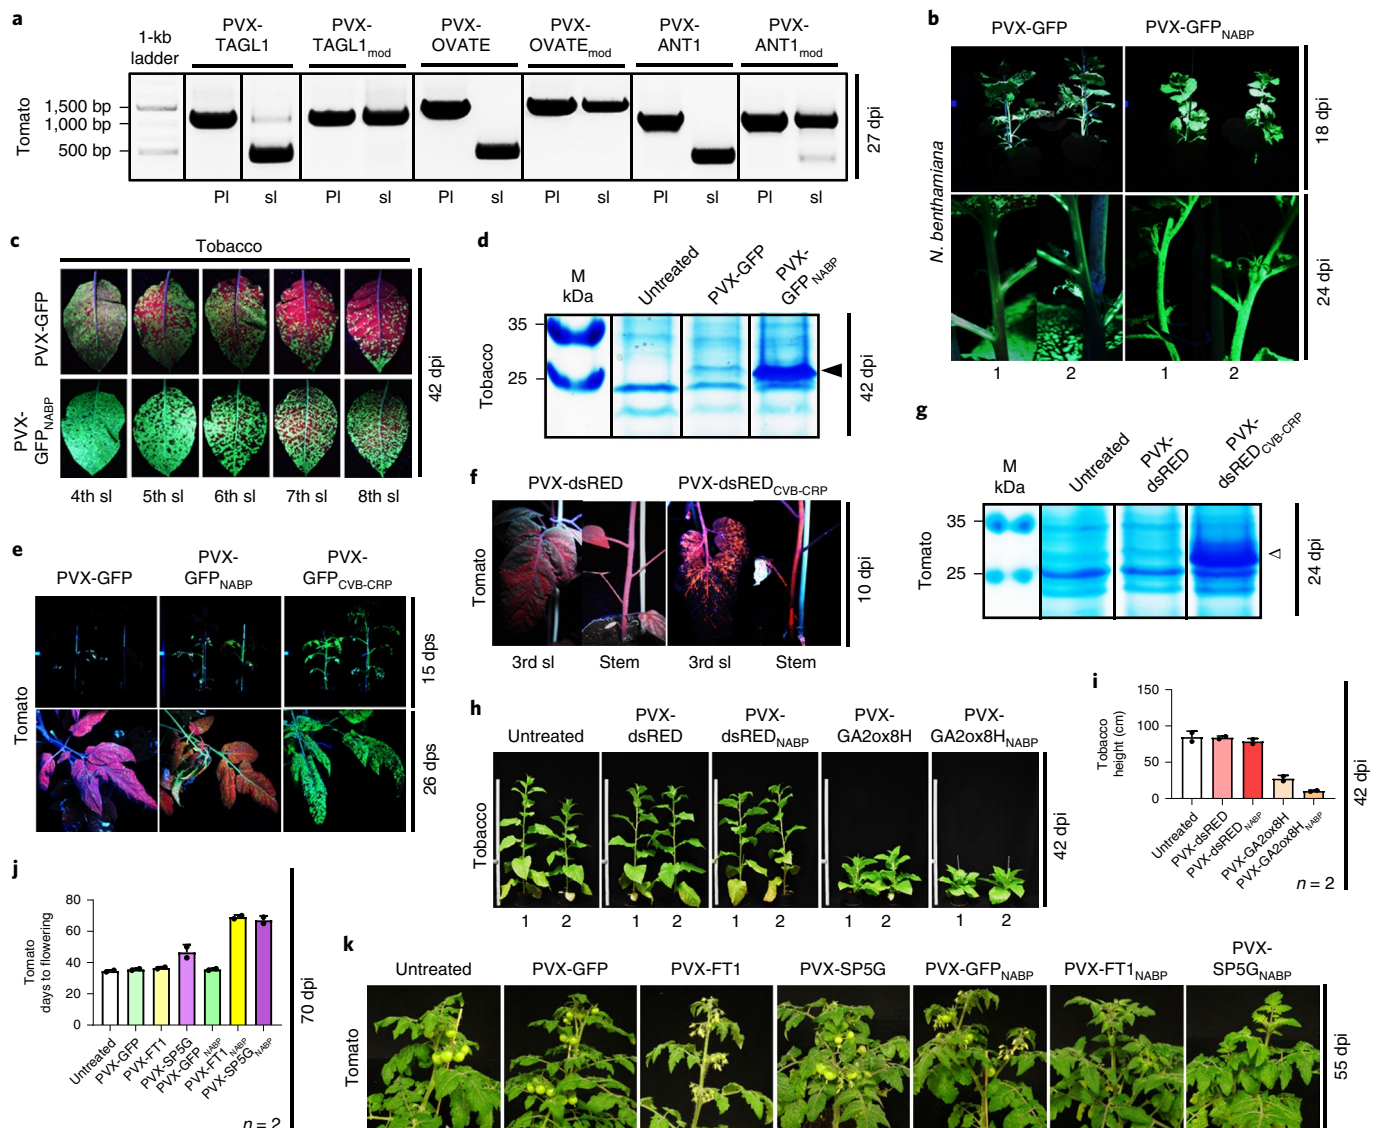 a
1-kb
ladder
PVX-
TAGL1
PVX-
TAGL1mod
PVX-
OVATE
PVX-
OVATEmod
PVX-
ANT1
PVX-
ANT1mod
Tomato
1,500 bp
1,000 bp
500 bp
Pl sl Pl sl Pl sl Pl sl Pl sl Pl sl
27 dpi
b
PVX-GFP
PVX-GFPNABP
N. benthamiana
18 dpi
24 dpi
1 2 1 2
c
Tobacco
PVX-GFP
PVX-
GFPNABP
42 dpi
4th sl 5th sl 6th sl 7th sl 8th sl
d
M
kDa
Untreated
PVX-GFP
PVX-
GFPNABP
35
25
Tobacco
42 dpi
e
PVX-GFP
PVX-
GFPNABP
PVX-
GFPCVB-CRP
Tomato
15 dps
26 dps
f
PVX-dsRED
PVX-dsREDCVB-CRP
Tomato
10 dpi
3rd sl Stem 3rd sl Stem
g
M
kDa
Untreated
PVX-
dsRED
PVX-
dsREDCVB-CRP
35
25
Tomato
24 dpi
h
Untreated
PVX-
dsRED
PVX-
dsREDNABP
PVX-
GA2ox8H
PVX-
GA2ox8HNABP
Tobacco
42 dpi
1 2 1 2 1 2 1 2 1 2
i
Tobacco
height (cm)
150
100
50
0
Untreated
PVX-dsRED
PVX-dsREDNABP
PVX-GA2ox8H
PVX-GA2ox8HNABP
n = 2
42 dpi
j
Tomato
days to flowering
80
60
40
20
0
Untreated
PVX-GFP
PVX-FT1
PVX-SP5G
PVX-GFPNABP
PVX-FT1NABP
PVX-SP5GNABP
n = 2
70 dpi
k
Untreated
PVX-GFP
PVX-FT1
PVX-SP5G
PVX-GFPNABP
PVX-FT1NABP
PVX-
SP5GNABP
Tomato
55 dpi